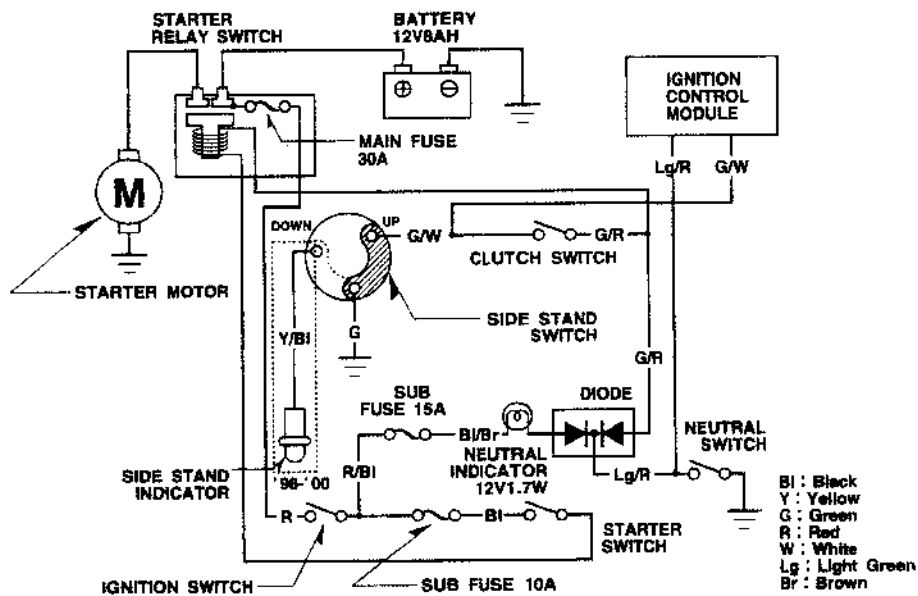 STARTER
RELAY SWITCH
BATTERY
12V8AH
IGNITION
CONTROL
MODULE
MAIN FUSE
30A
Lg/R
G/W
M
DOWN
UP
G/W
G/R
CLUTCH SWITCH
STARTER MOTOR
SIDE STAND
SWITCH
Y/Bl
G
G/R
SUB
FUSE 15A
DIODE
Bl/Br
NEUTRAL
SWITCH
SIDE STAND
INDICATOR
'96-'00
R/Bl
NEUTRAL
INDICATOR
12V1.7W
Lg/R
R
Bl
STARTER
SWITCH
IGNITION SWITCH
SUB FUSE 10A
Bl : Black
Y : Yellow
G : Green
R : Red
W : White
Lg : Light Green
Br : Brown